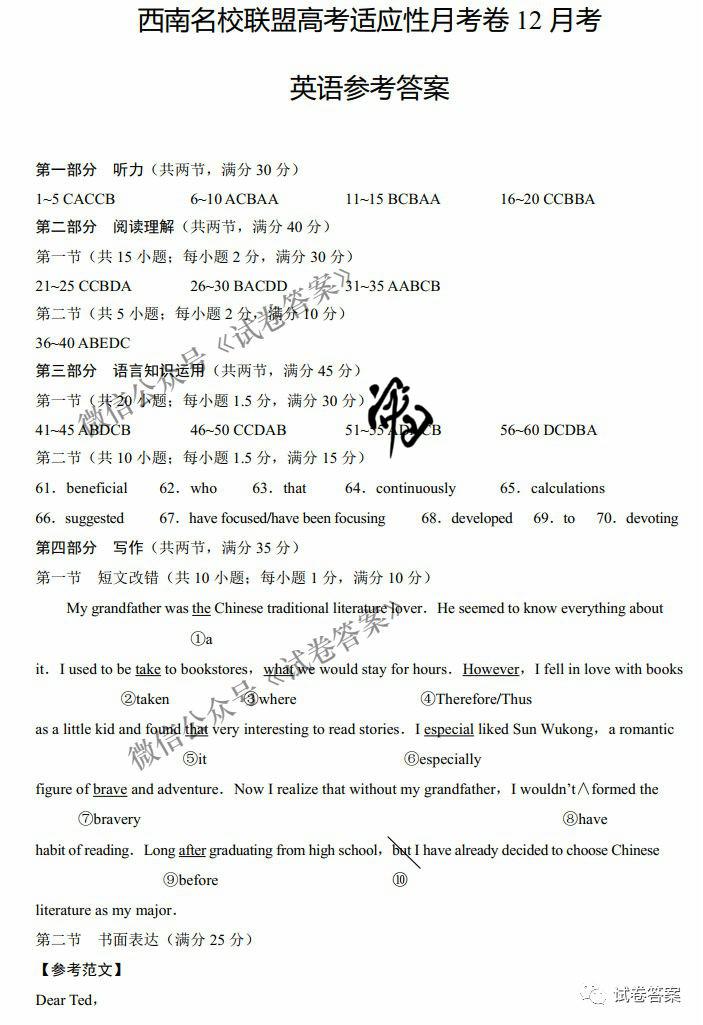 西南名校联盟高考适应性月考卷 12 月考
英语参考答案
第一部分 听力（共两节，满分 30 分）
1~5 CACCB 6~10 ACBAA 11~15 BCBAA 16~20 CCBBA
第二部分 阅读理解（共两节，满分 40 分）
第一节（共 15 小题；每小题 2 分，满分 30 分）
21~25 CCBDA 26~30 BACDD 31~35 AABCB
第二节（共 5 小题；每小题 2 分，满分 10 分）
36~40 ABEDC
第三部分 语言知识运用（共两节，满分 45 分）
第一节（共 20 小题；每小题 1.5 分，满分 30 分）
41~45 ABDCB 46~50 CCDAB 51~55 56~60 DCDBA
第二节（共 10 小题；每小题 1.5 分，满分 15 分）
61．beneficial 62．who 63．that 64．continuously 65．calculations
66．suggested 67．have focused/have been focusing 68．developed 69．to 70．devoting
第四部分 写作（共两节，满分 35 分）
第一节 短文改错（共 10 小题；每小题 1 分，满分 10 分）
My grandfather was the Chinese traditional literature lover．He seemed to know everything about
①a
it．I used to be take to bookstores，what we would stay for hours．However，I fell in love with books
②taken ③where ④Therefore/Thus
as a little kid and found that very interesting to read stories．I especial liked Sun Wukong，a romantic
⑤it ⑥especially
figure of brave and adventure．Now I realize that without my grandfather，I wouldn't∧formed the
⑦bravery ⑧have
habit of reading．Long after graduating from high school，but I have already decided to choose Chinese
⑨before ⑩
literature as my major．
第二节 书面表达（满分 25 分）
【参考范文】
Dear Ted，
微信公众号《试卷答案》
微信公众号《试卷答案》
试卷答案